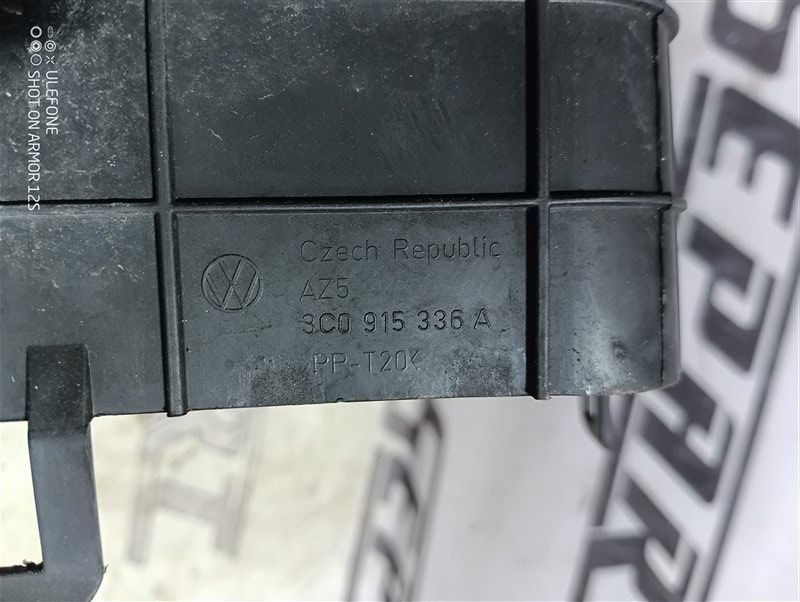 ULEFONE
SHOT ON ARMOR 12S
Czech Republic
AZ5
3C0 915 336 A
PP-T20K